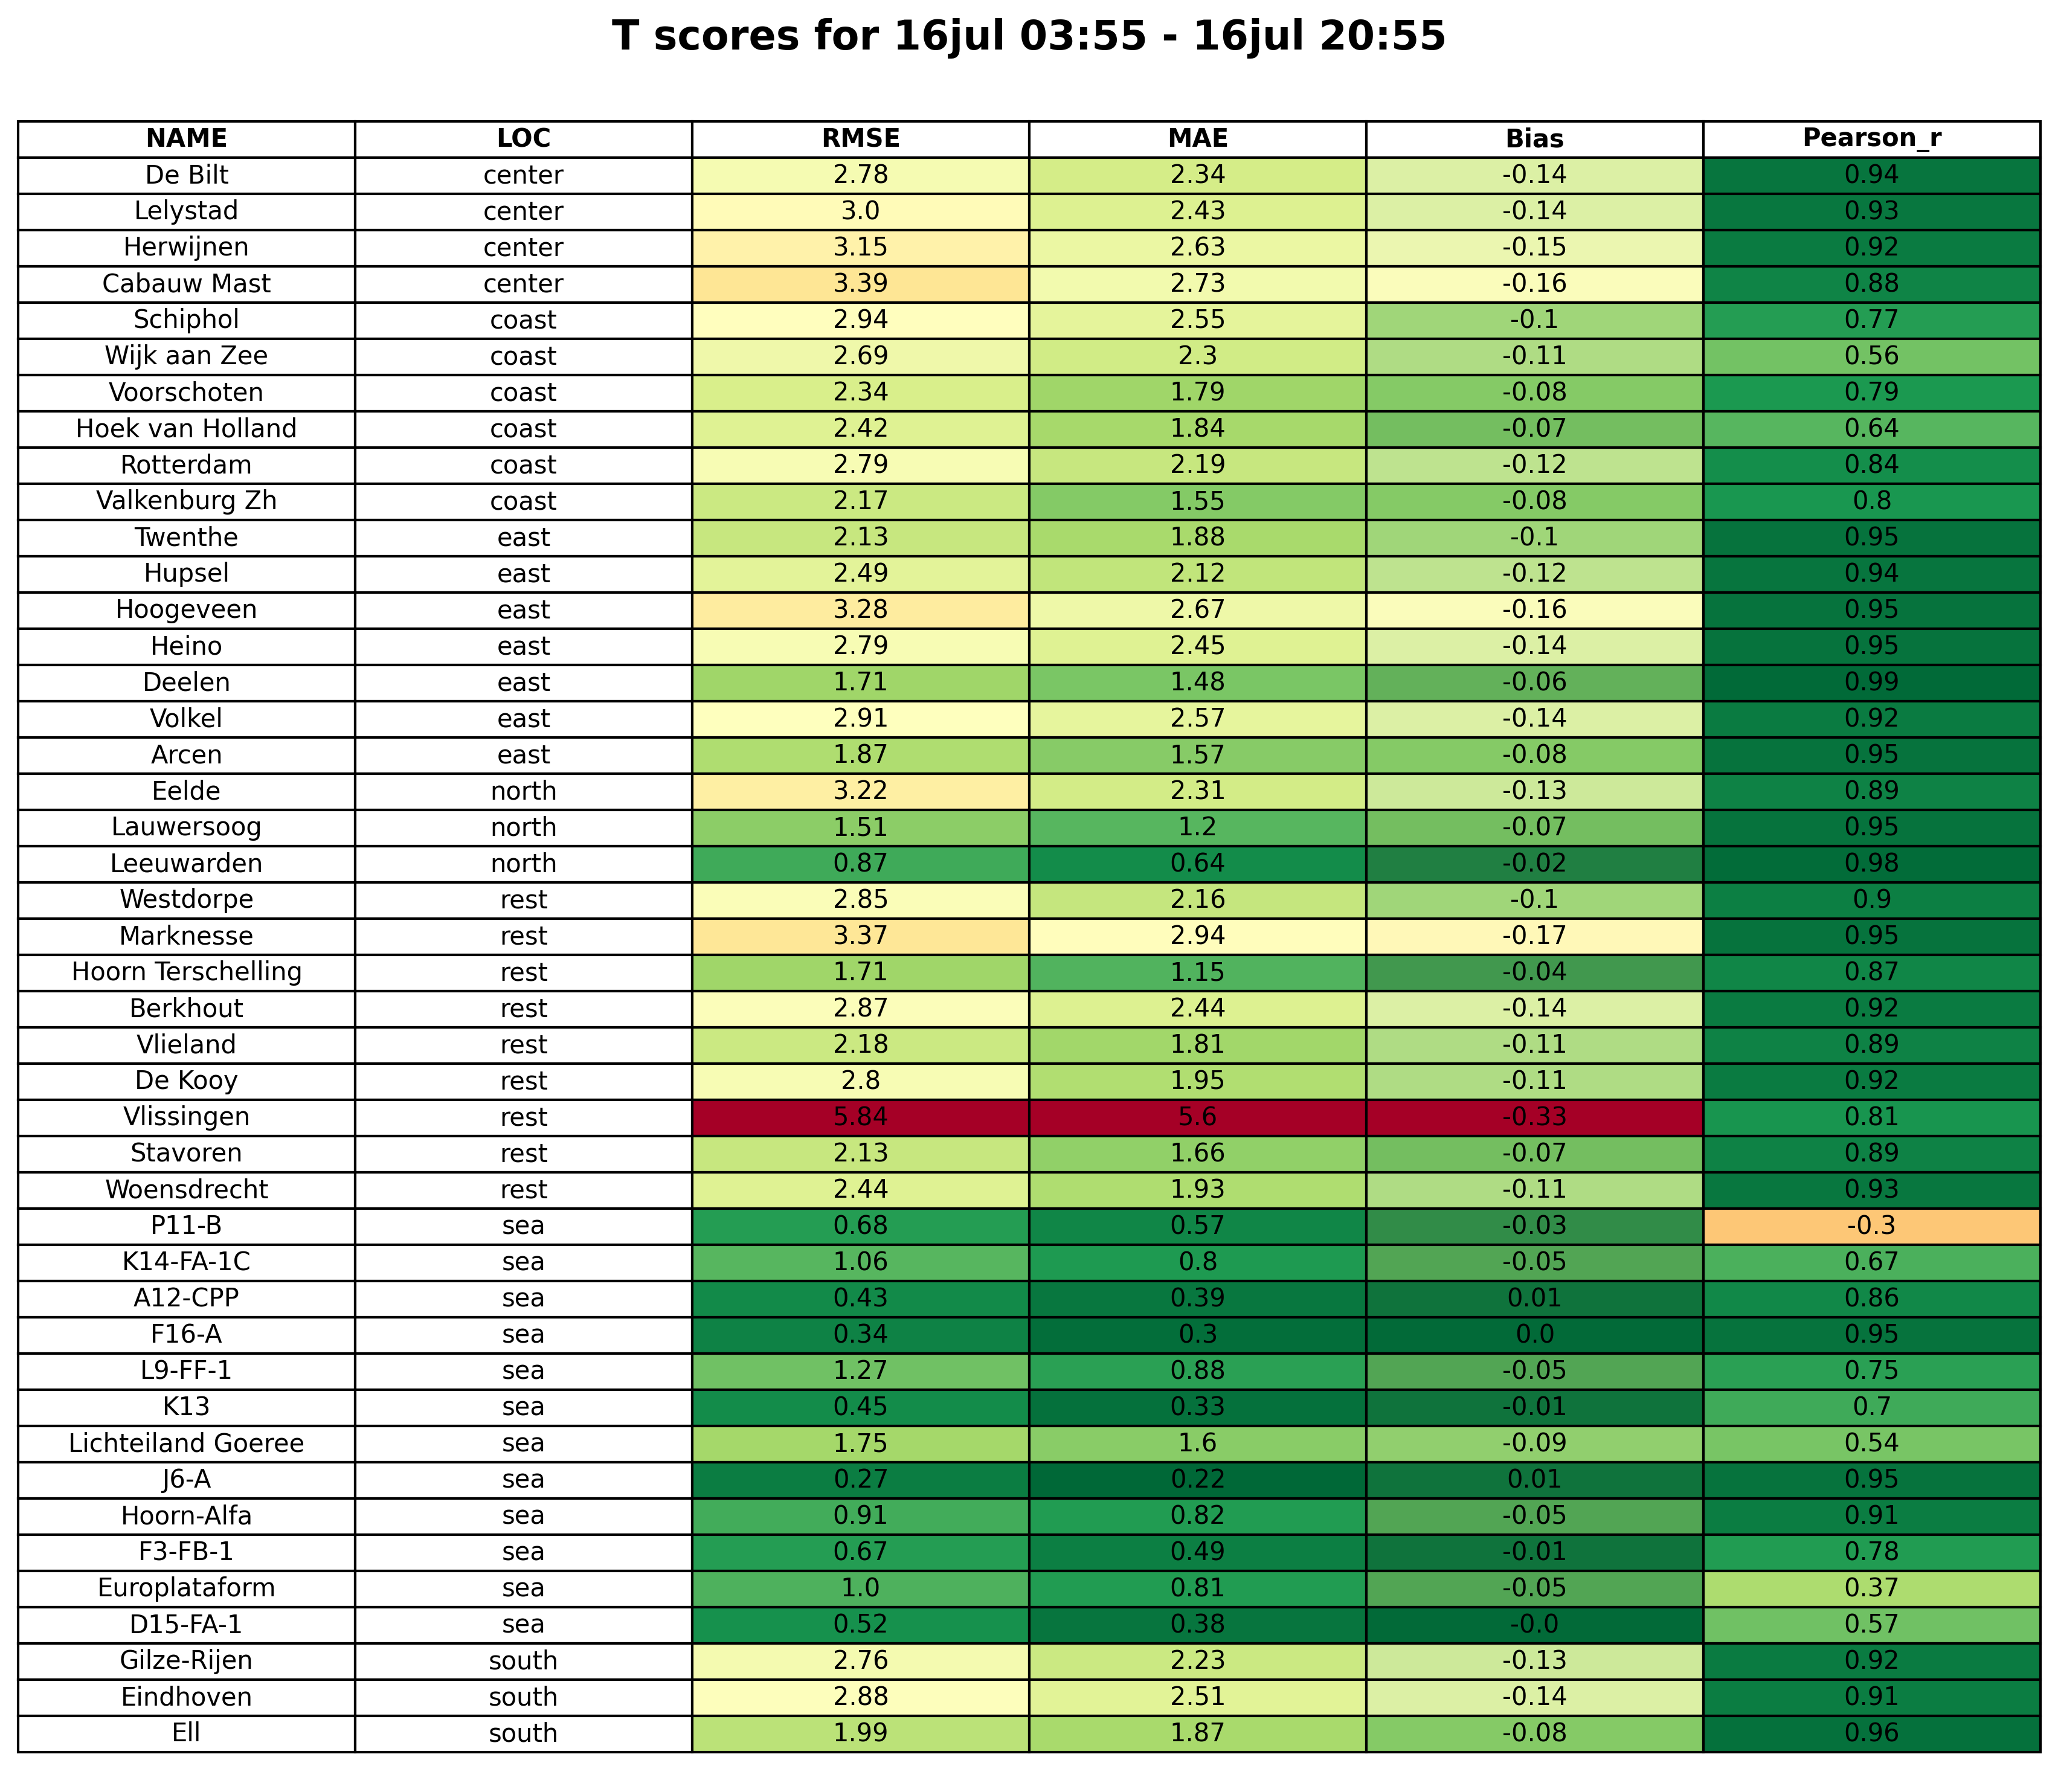 T scores for 16jul 03:55 - 16jul 20:55
NAME LOC RMSE MAE Bias Pearson_r
De Bilt center 2.78 2.34 -0.14 0.94
Lelystad center 3.0 2.43 -0.14 0.93
Herwijnen center 3.15 2.63 -0.15 0.92
Cabauw Mast center 3.39 2.73 -0.16 0.88
Schiphol coast 2.94 2.55 -0.1 0.77
Wijk aan Zee coast 2.69 2.3 -0.11 0.56
Voorschoten coast 2.34 1.79 -0.08 0.79
Hoek van Holland coast 2.42 1.84 -0.07 0.64
Rotterdam coast 2.79 2.19 -0.12 0.84
Valkenburg Zh coast 2.17 1.55 -0.08 0.8
Twenthe east 2.13 1.88 -0.1 0.95
Hupsel east 2.49 2.12 -0.12 0.94
Hoogeveen east 3.28 2.67 -0.16 0.95
Heino east 2.79 2.45 -0.14 0.95
Deelen east 1.71 1.48 -0.06 0.99
Volkel east 2.91 2.57 -0.14 0.92
Arcen east 1.87 1.57 -0.08 0.95
Eelde north 3.22 2.31 -0.13 0.89
Lauwersoog north 1.51 1.2 -0.07 0.95
Leeuwarden north 0.87 0.64 -0.02 0.98
Westdorpe rest 2.85 2.16 -0.1 0.9
Marknesse rest 3.37 2.94 -0.17 0.95
Hoorn Terschelling rest 1.71 1.15 -0.04 0.87
Berkhout rest 2.87 2.44 -0.14 0.92
Vlieland rest 2.18 1.81 -0.11 0.89
De Kooy rest 2.8 1.95 -0.11 0.92
Vlissingen rest 5.84 5.6 -0.33 0.81
Stavoren rest 2.13 1.66 -0.07 0.89
Woensdrecht rest 2.44 1.93 -0.11 0.93
P11-B sea 0.68 0.57 -0.03 -0.3
K14-FA-1C sea 1.06 0.8 -0.05 0.67
A12-CPP sea 0.43 0.39 0.01 0.86
F16-A sea 0.34 0.3 0.0 0.95
L9-FF-1 sea 1.27 0.88 -0.05 0.75
K13 sea 0.45 0.33 -0.01 0.7
Lichteiland Goeree sea 1.75 1.6 -0.09 0.54
J6-A sea 0.27 0.22 0.01 0.95
Hoorn-Alfa sea 0.91 0.82 -0.05 0.91
F3-FB-1 sea 0.67 0.49 -0.01 0.78
Europlataform sea 1.0 0.81 -0.05 0.37
D15-FA-1 sea 0.52 0.38 -0.0 0.57
Gilze-Rijen south 2.76 2.23 -0.13 0.92
Eindhoven south 2.88 2.51 -0.14 0.91
Ell south 1.99 1.87 -0.08 0.96